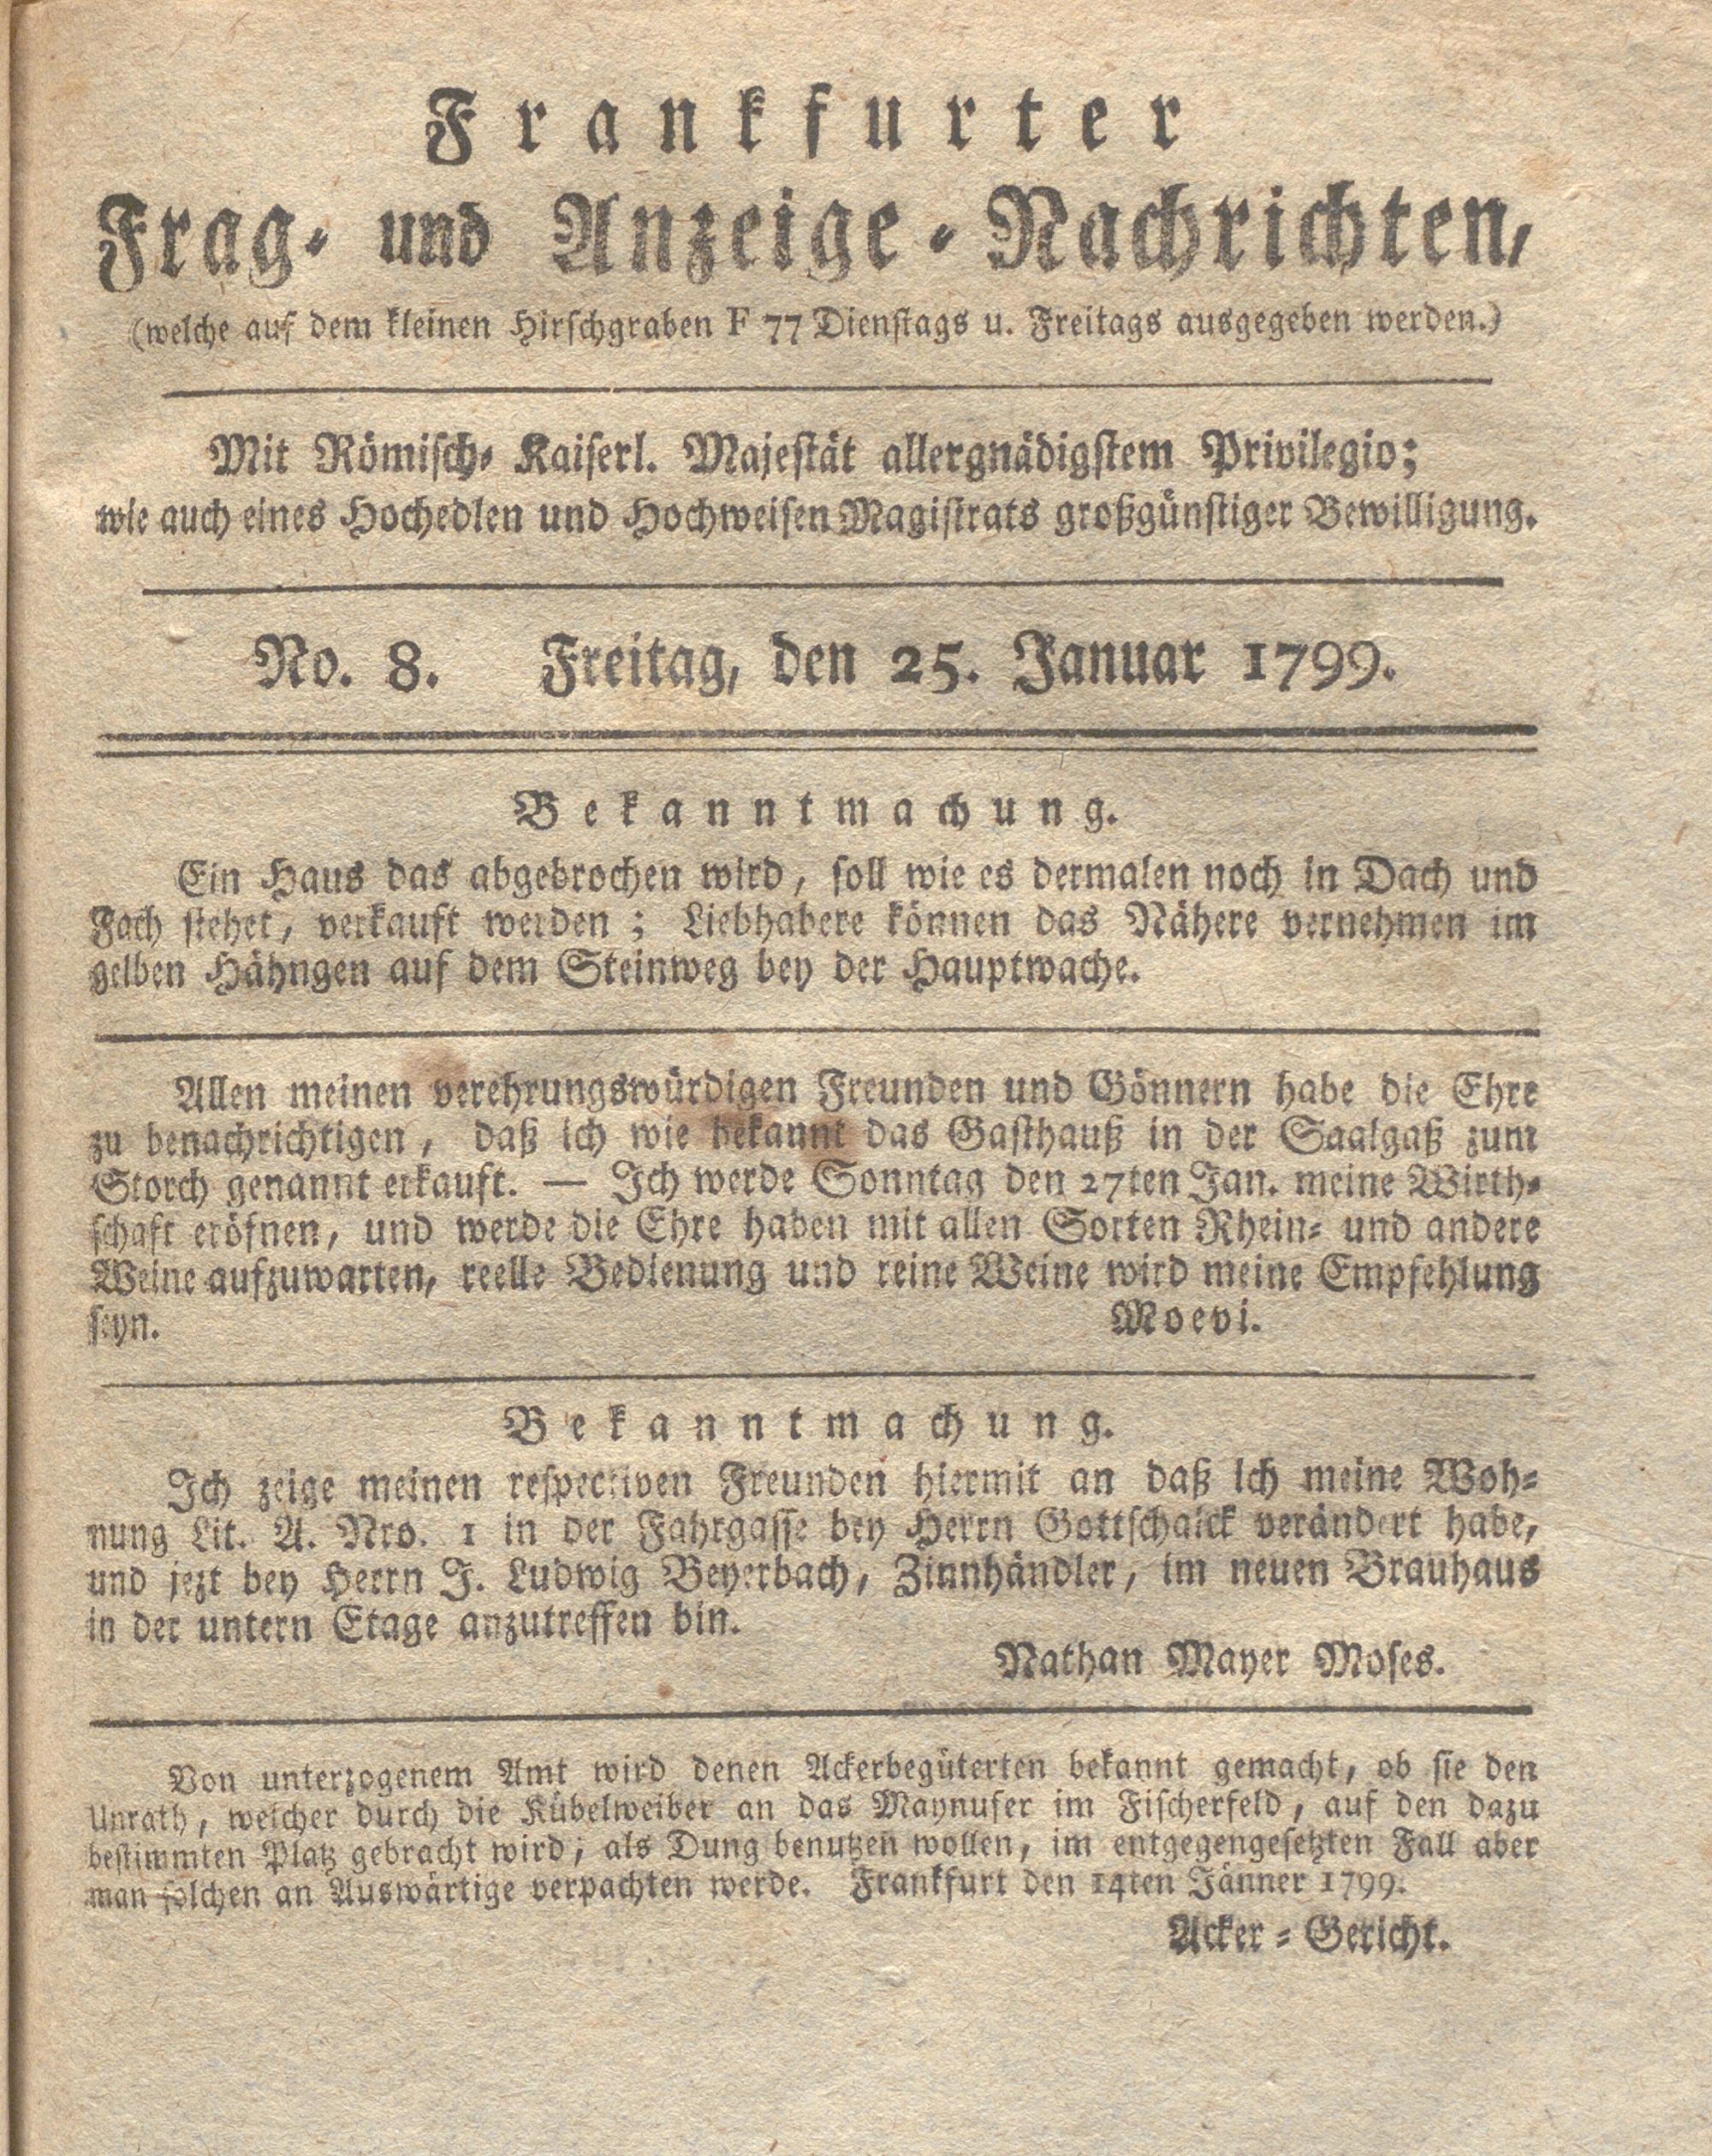 Frankfurter
Frag- und Anzeige-Nachrichten,
(welche auf dem kleinen Hirschgraben F 77 Dienstags u. Freitags ausgegeben werden.)
Mit Römisch- Kaiserl. Majestät allergnädigstem Privilegio;
wie auch eines Hochedlen und Hochweisen Magistrats großgünstiger Bewilligung.
No. 8. Freitag, den 25. Januar 1799.
Bekanntmachung.
Ein Haus das abgebrochen wird, soll wie es dermalen noch in Dach und
Fach stehet, verkauft werden; Liebhabere können das Nähere vernehmen im
gelben Hähngen auf dem Steinweg bey der Hauptwache.
Allen meinen verehrungswürdigen Freunden und Gönnern habe die Ehre
zu benachrichtigen, daß ich wie bekannt das Gasthauß in der Saalgaß zum
Storch genannt erkauft. — Ich werde Sonntag den 27ten Jan. meine Wirth-
schaft eröfnen, und werde die Ehre haben mit allen Sorten Rhein- und andere
Weine aufzuwarten, reelle Bedienung und reine Weine wird meine Empfehlung
seyn. Moevi.
Bekanntmachung.
Ich zeige meinen respectiven Freunden hiermit an daß ich meine Woh-
nung Lit. A. Nro. 1 in der Fahrgasse bey Herrn Gottschalck verändert habe,
und jezt bey Herrn J. Ludwig Beyerbach, Zinnhändler, im neuen Brauhaus
in der untern Etage anzutreffen bin.
Nathan Mayer Moses.
Von unterzogenem Amt wird denen Ackerbegüterten bekannt gemacht, ob sie den
Unrath, welcher durch die Kübelweiber an das Maynufer im Fischerfeld, auf den dazu
bestimmten Platz gebracht wird; als Dung benutzen wollen, im entgegengesetzten Fall aber
man solchen an Auswärtige verpachten werde. Frankfurt den 14ten Jänner 1799.
Acker-Gericht.